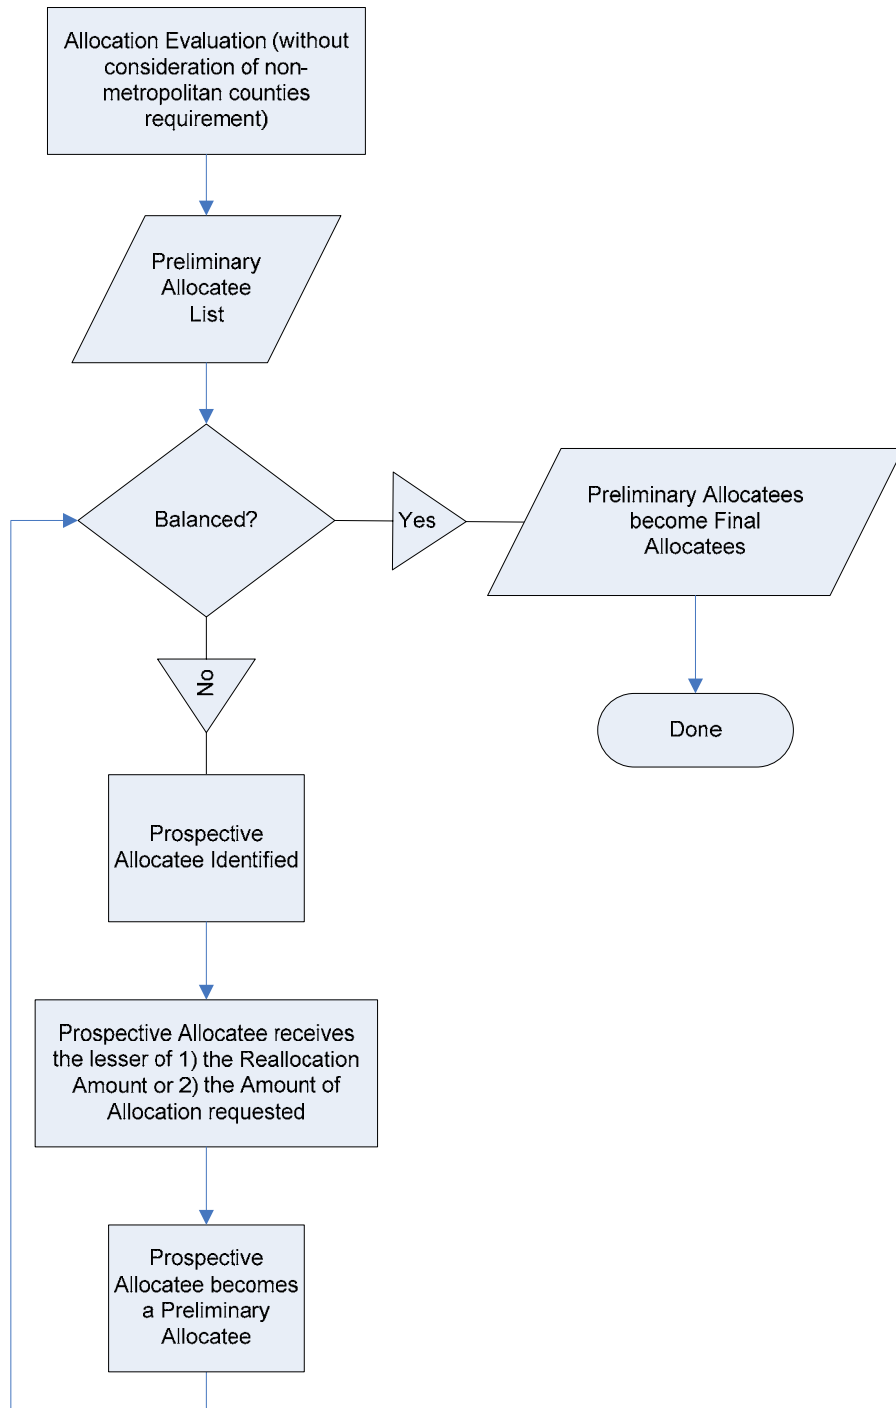 Allocation Evaluation (without
consideration of non-
metropolitan counties
requirement)
Preliminary
Allocatee
List
Balanced?
Yes
Preliminary Allocatees
become Final
Allocatees
No
Done
Prospective
Allocatee Identified
Prospective Allocatee receives
the lesser of 1) the Reallocation
Amount or 2) the Amount of
Allocation requested
Prospective
Allocatee becomes
a Preliminary
Allocatee